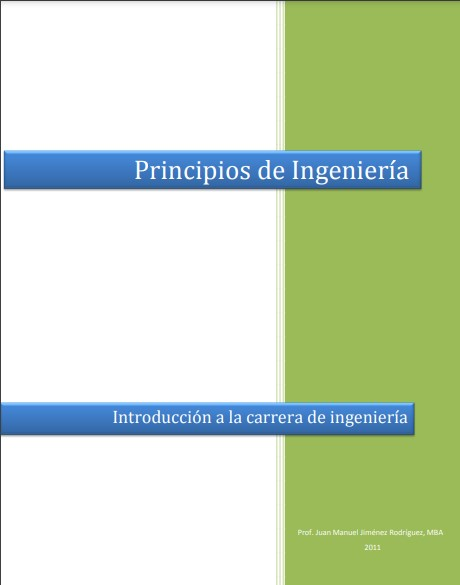 Principios de Ingeniería
Introducción a la carrera de ingeniería
Prof. Juan Manuel Jiménez Rodríguez, MBA
2011